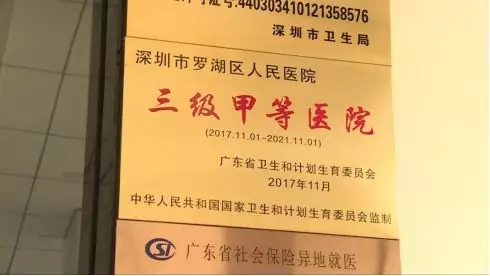 号:440303410121358576
深圳市卫生局
深圳市罗湖区人民医院
三级甲等医院
(2017.11.01-2021.11.01)
广东省卫生和计划生育委员会
2017年11月
中华人民共和国国家卫生和计划生育委员会监制
广东省社会保险异地就医